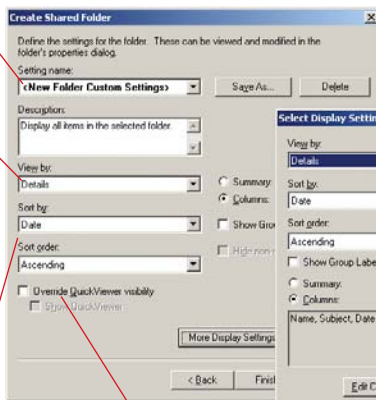 Create Shared Folder
Define the settings for the folder. These can be viewed and modified in the
folder's properties dialog.
Setting name:
<New Folder Custom Settings>
Save As...
Delete
Description:
Display all items in the selected folder.
View by:
Details
Summary
Columns:
Sort by:
Date
Show
Sort order:
Ascending
Override QuickViewer visibility
Show QuickViewer
More Display Settings
< Back
Finish
Select Display Settin
View by:
Details
Sort by:
Date
Sort order:
Ascending
Show Group Labe
Summary
Columns:
Name, Subject, Date
Edit C